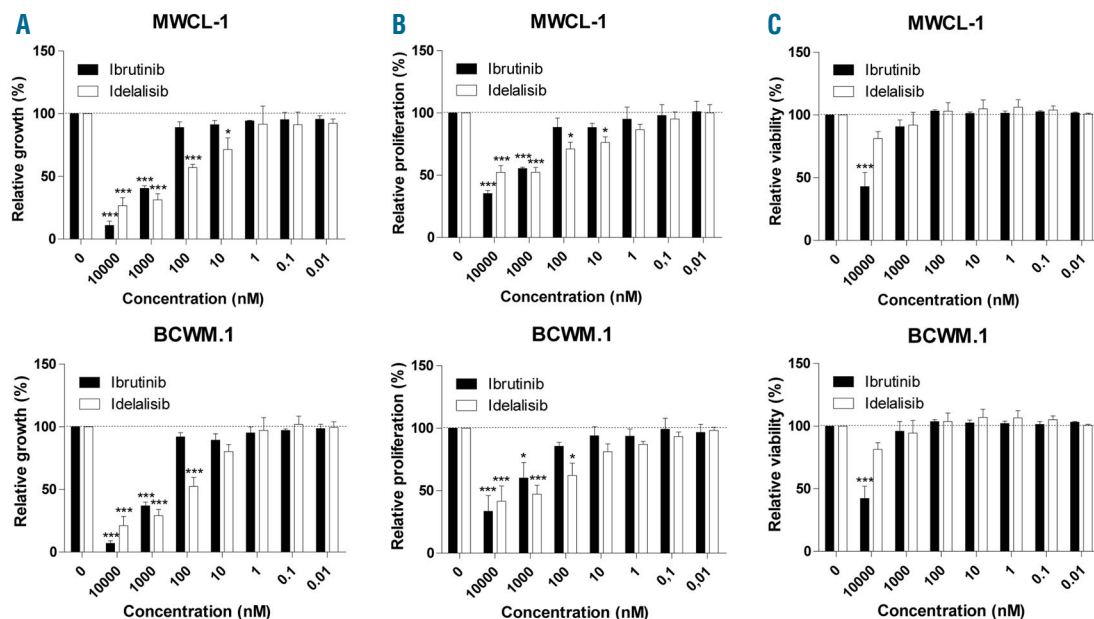 A
MWCL-1
150
100
50
0
Relative growth (%)
Ibrutinib
Idelalisib
***
***
***
***
***
*
0
10000
1000
100
10
1
0.1
0.01
Concentration (nM)
B
MWCL-1
150
100
50
0
Relative proliferation (%)
Ibrutinib
Idelalisib
***
***
***
***
*
*
0
10000
1000
100
10
1
0,1
0,01
Concentration (nM)
C
MWCL-1
150
100
50
0
Relative viability (%)
Ibrutinib
Idelalisib
***
0
10000
1000
100
10
1
0.1
0.01
Concentration (nM)
BCWM.1
150
100
50
0
Relative growth (%)
Ibrutinib
Idelalisib
***
***
***
***
***
0
10000
1000
100
10
1
0.1
0.01
Concentration (nM)
BCWM.1
150
100
50
0
Relative proliferation (%)
Ibrutinib
Idelalisib
***
***
*
***
*
0
10000
1000
100
10
1
0,1
0,01
Concentration (nM)
BCWM.1
150
100
50
0
Relative viability (%)
Ibrutinib
Idelalisib
***
0
10000
1000
100
10
1
0.1
0.01
Concentration (nM)